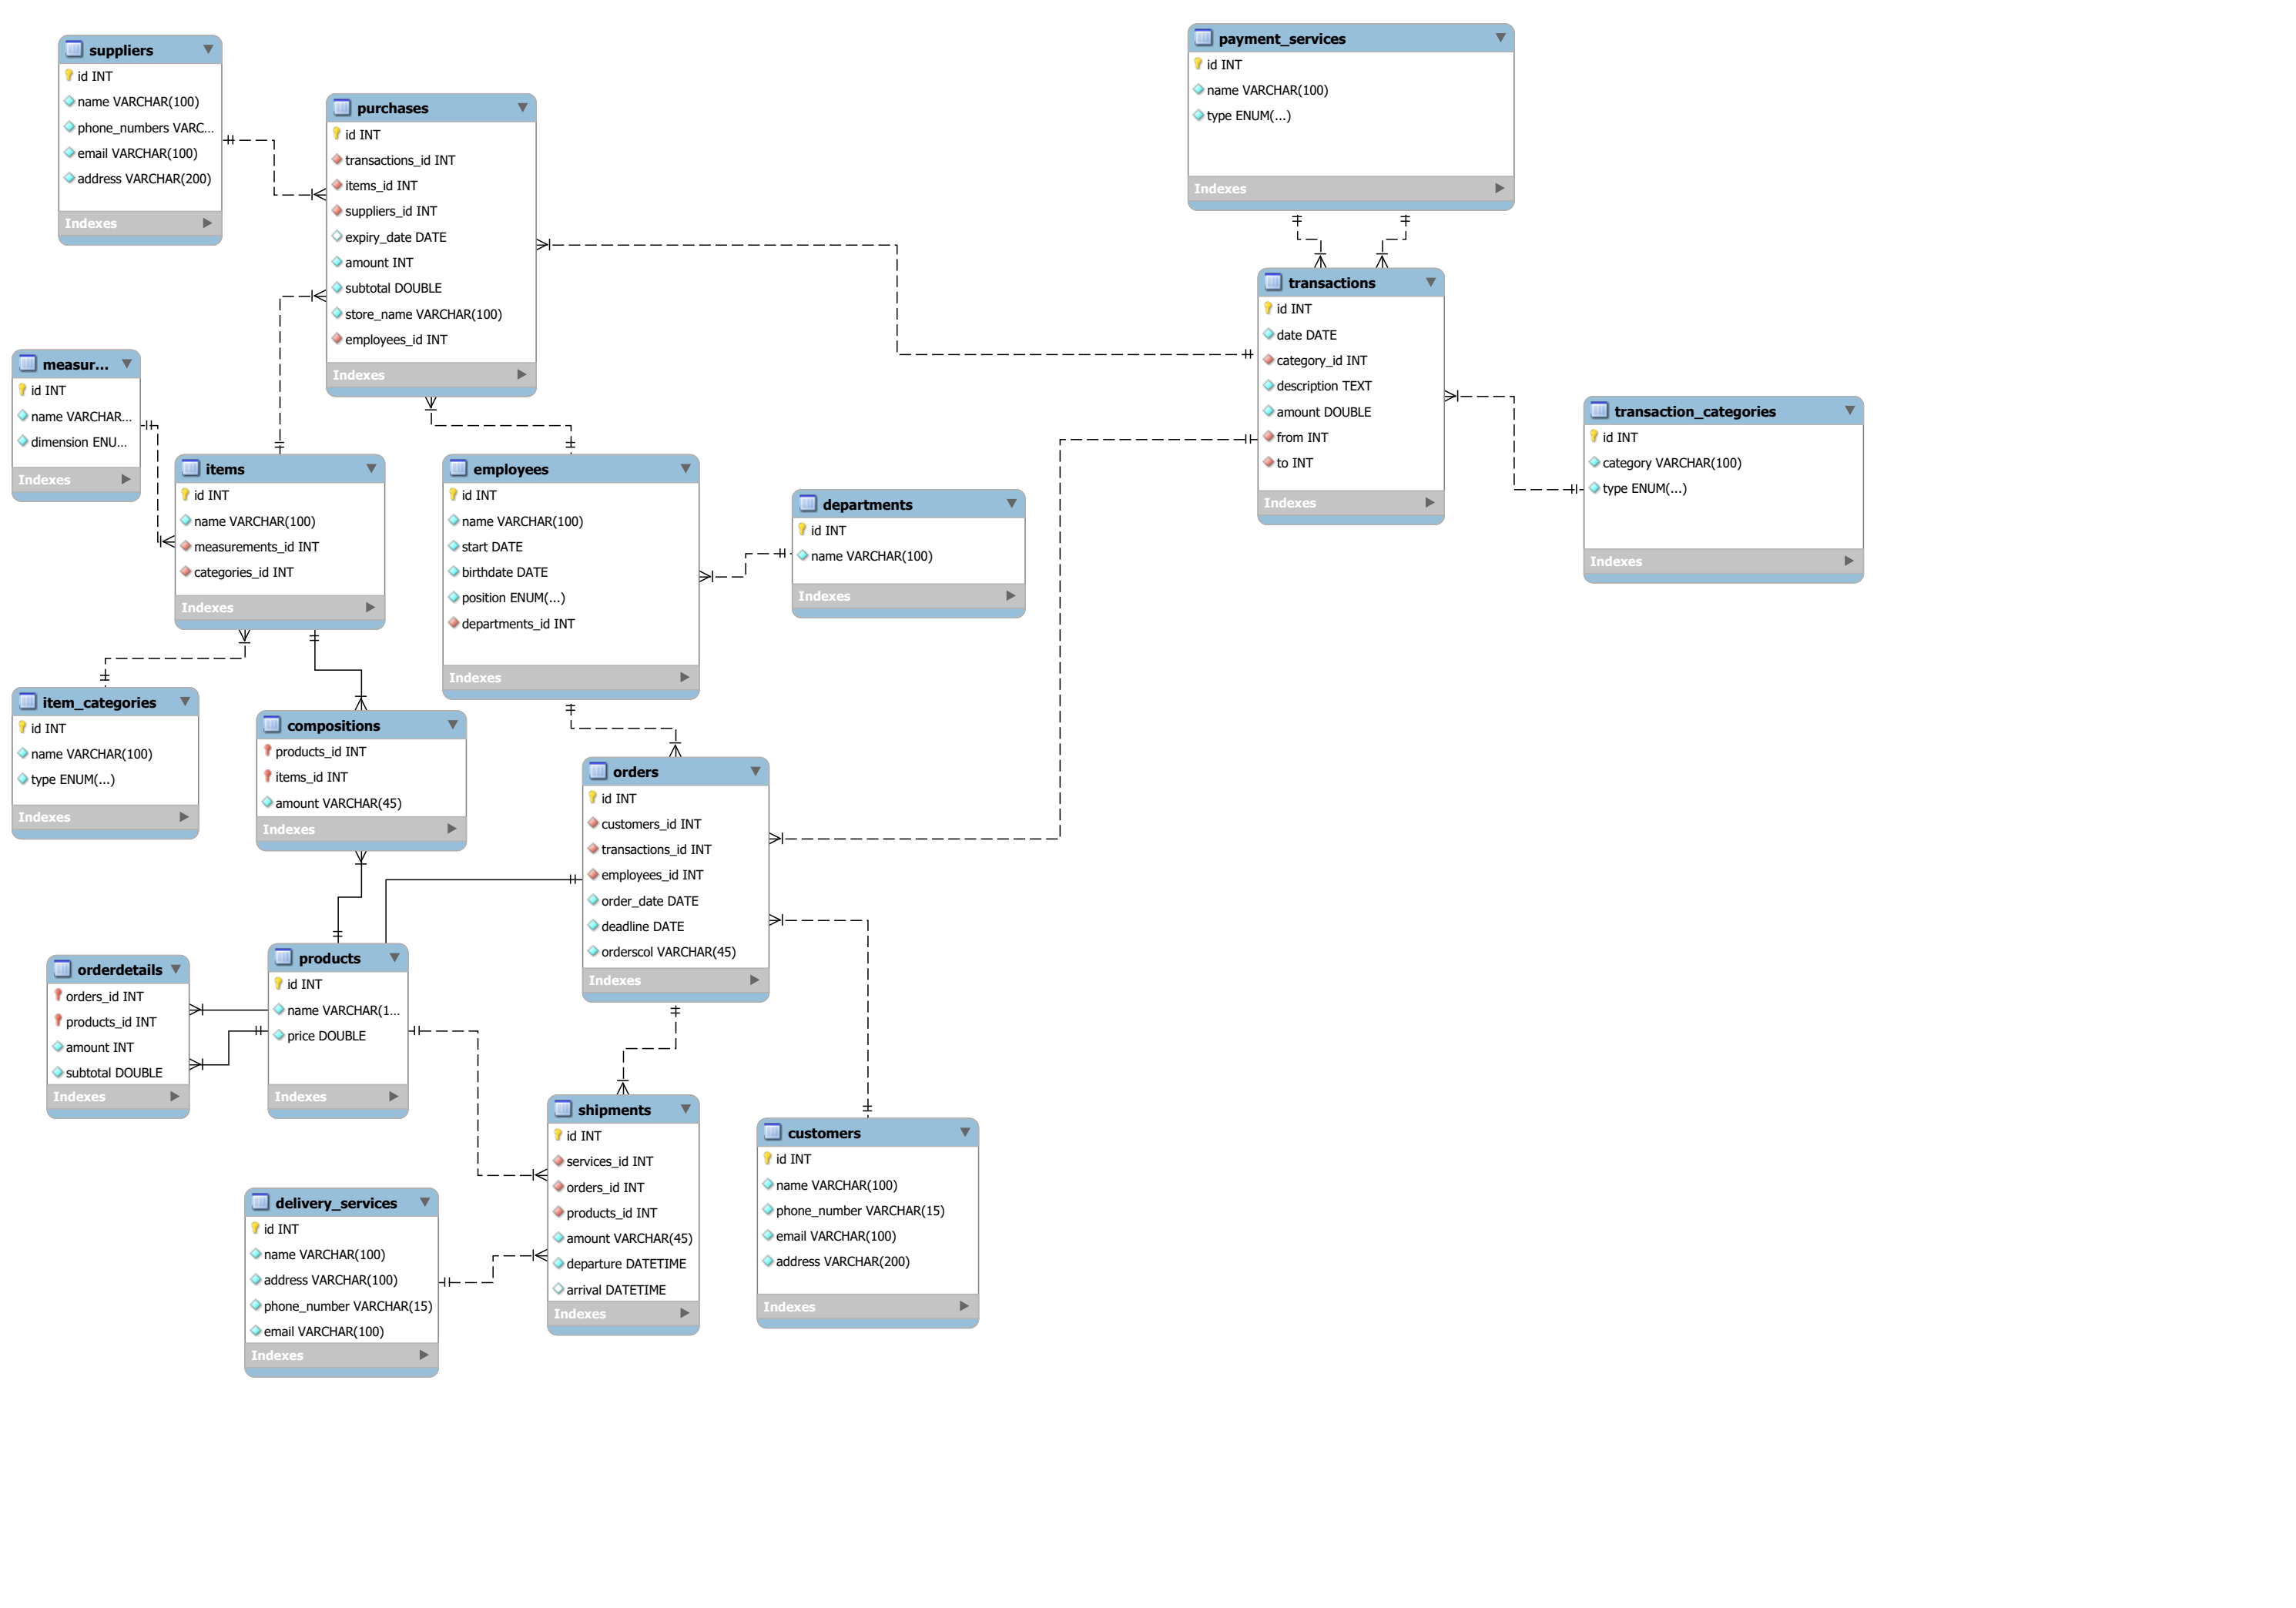 suppliers
id INT
name VARCHAR(100)
phone_numbers VARC...
email VARCHAR(100)
address VARCHAR(200)
Indexes
purchases
id INT
transactions_id INT
items_id INT
suppliers_id INT
expiry_date DATE
amount INT
subtotal DOUBLE
store_name VARCHAR(100)
employees_id INT
Indexes
payment_services
id INT
name VARCHAR(100)
type ENUM(...)
Indexes
transactions
id INT
date DATE
category_id INT
description TEXT
amount DOUBLE
from INT
to INT
Indexes
transaction_categories
id INT
category VARCHAR(100)
type ENUM(...)
Indexes
measur...
id INT
name VARCHAR...
dimension ENU...
Indexes
items
id INT
name VARCHAR(100)
measurements_id INT
categories_id INT
Indexes
employees
id INT
name VARCHAR(100)
start DATE
birthdate DATE
position ENUM(...)
departments_id INT
Indexes
departments
id INT
name VARCHAR(100)
Indexes
item_categories
id INT
name VARCHAR(100)
type ENUM(...)
Indexes
compositions
products_id INT
items_id INT
amount VARCHAR(45)
Indexes
orders
id INT
customers_id INT
transactions_id INT
employees_id INT
order_date DATE
deadline DATE
orderscol VARCHAR(45)
Indexes
orderdetails
orders_id INT
products_id INT
amount INT
subtotal DOUBLE
Indexes
products
id INT
name VARCHAR(1...
price DOUBLE
Indexes
shipments
id INT
services_id INT
orders_id INT
products_id INT
amount VARCHAR(45)
departure DATETIME
arrival DATETIME
Indexes
customers
id INT
name VARCHAR(100)
phone_number VARCHAR(15)
email VARCHAR(100)
address VARCHAR(200)
Indexes
delivery_services
id INT
name VARCHAR(100)
address VARCHAR(100)
phone_number VARCHAR(15)
email VARCHAR(100)
Indexes